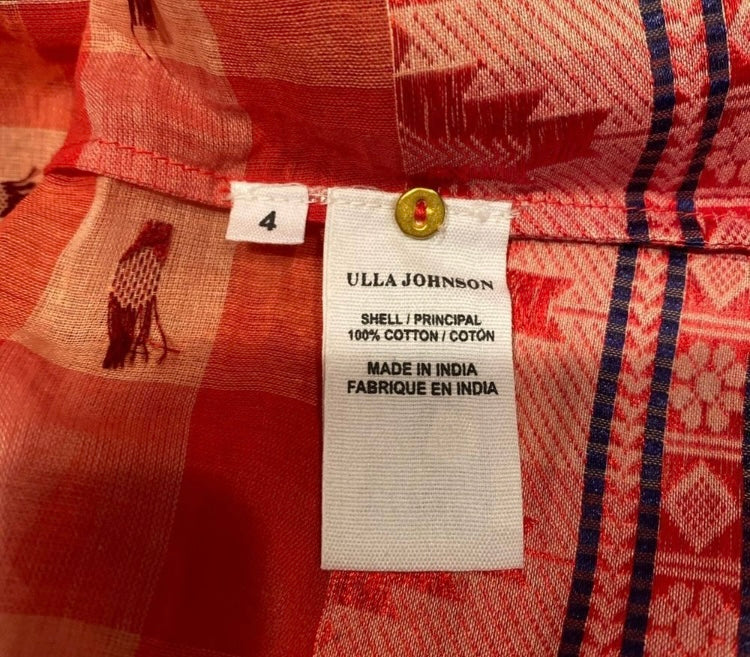 4
ULLA JOHNSON
SHELL / PRINCIPAL
100% COTTON / COTÓN
MADE IN INDIA
FABRIQUE EN INDIA